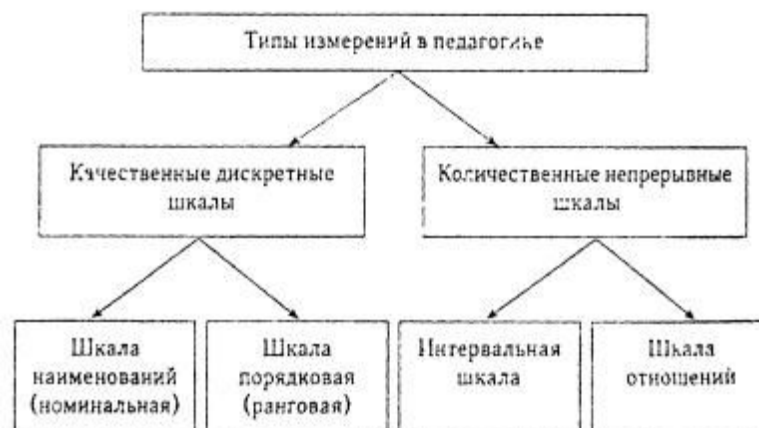 Типы измерений в педагогике
Качественные дискретные
шкалы
Количественные непрерывные
шкалы
Шкала
наименований
(номинальная)
Шкала
порядковая
(ранговая)
Интервальная
шкала
Шкала
отношений